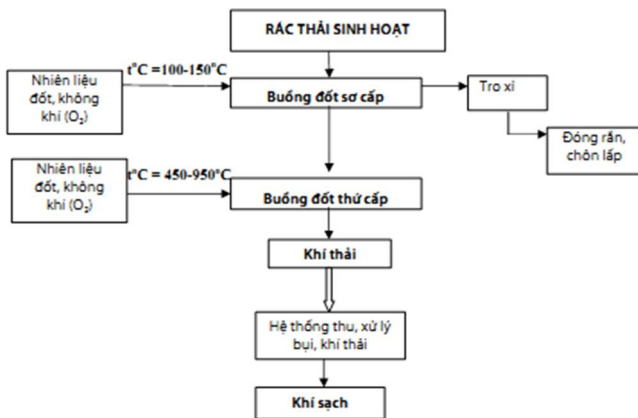 RÁC THẢI SINH HOẠT
t°C =100-150°C
Nhiên liệu
đốt, không
khí (O₂)
Buồng đốt sơ cấp
Tro xỉ
Đóng rắn,
chôn lấp
t°C = 450-950°C
Nhiên liệu
đốt, không
khí (O₂)
Buồng đốt thứ cấp
Khí thải
Hệ thống thu, xử lý
bụi, khí thải
Khí sạch